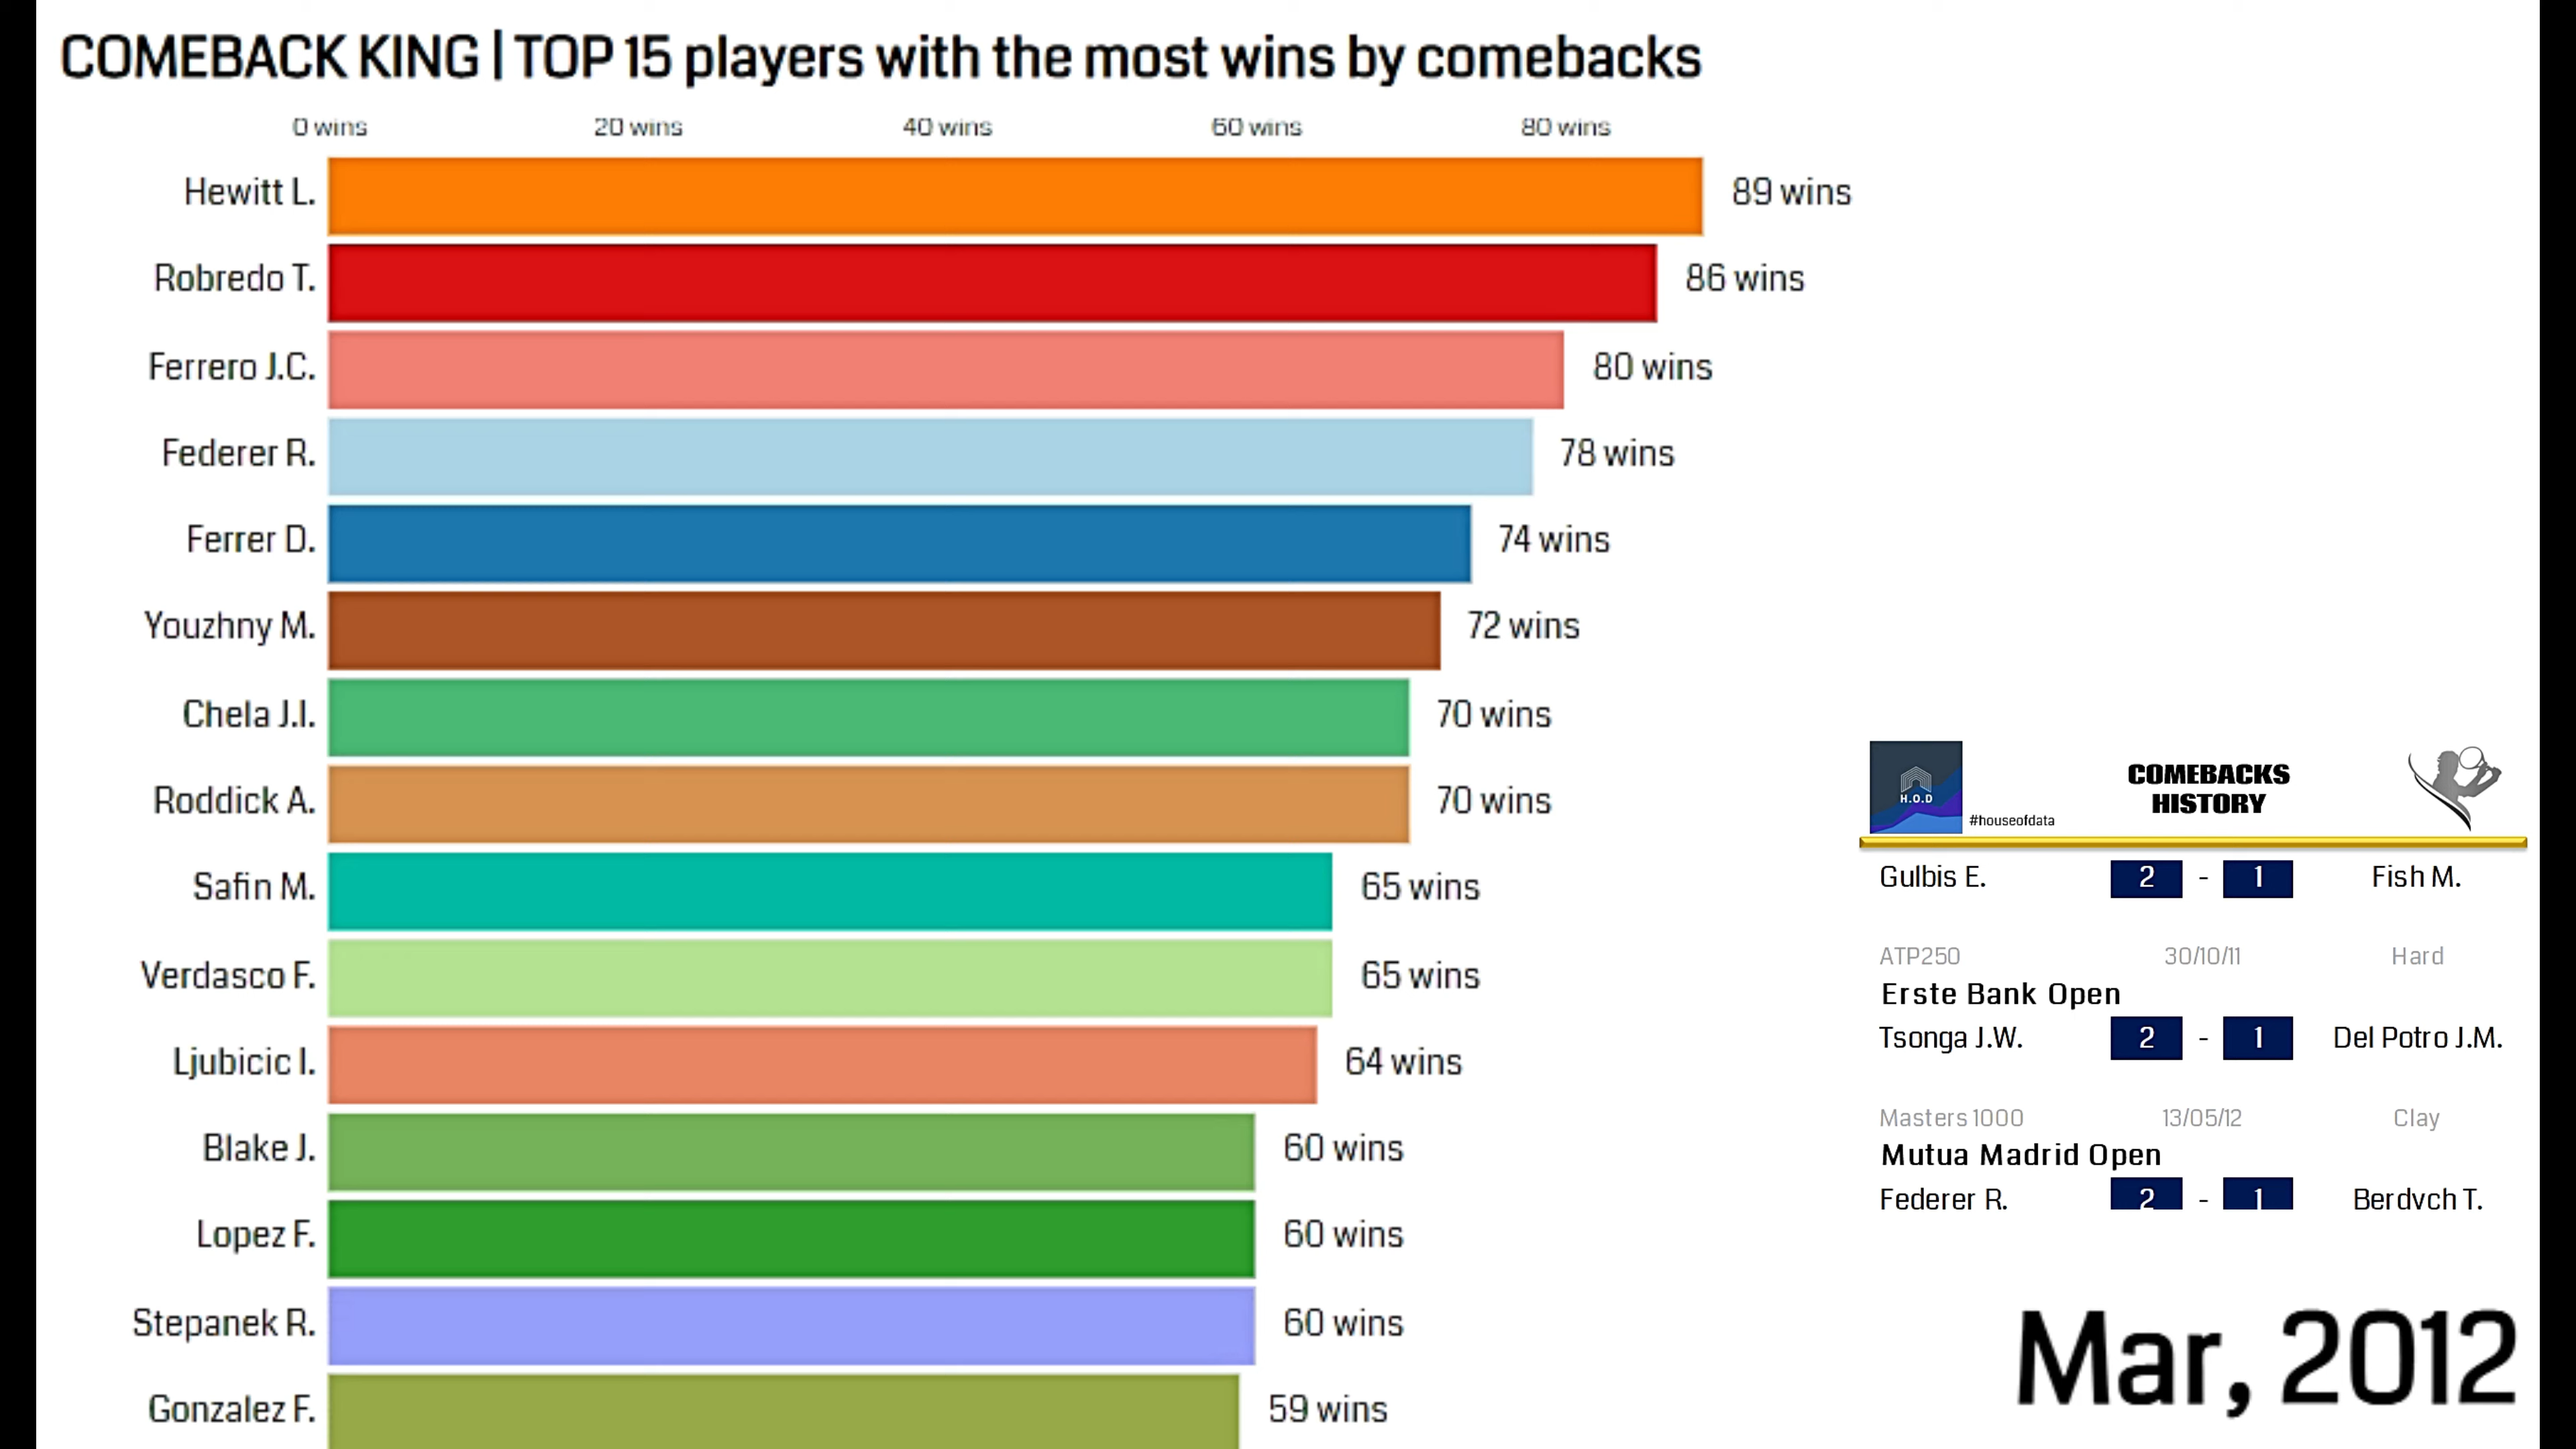 COMEBACK KING | TOP 15 players with the most wins by comebacks
0 wins 20 wins 40 wins 60 wins 80 wins
Hewitt L. 89 wins
Robredo T. 86 wins
Ferrero J.C. 80 wins
Federer R. 78 wins
Ferrer D. 74 wins
Youzhny M. 72 wins
Chela J.I. 70 wins
Roddick A. 70 wins
Safin M. 65 wins
Verdasco F. 65 wins
Ljubicic I. 64 wins
Blake J. 60 wins
Lopez F. 60 wins
Stepanek R. 60 wins
Gonzalez F. 59 wins
H.O.D
#houseofdata
COMEBACKS
HISTORY
Gulbis E. 2 - 1 Fish M.
ATP250 30/10/11 Hard
Erste Bank Open
Tsonga J.W. 2 - 1 Del Potro J.M.
Masters 1000 13/05/12 Clay
Mutua Madrid Open
Federer R. 2 - 1 Berdych T.
Mar, 2012